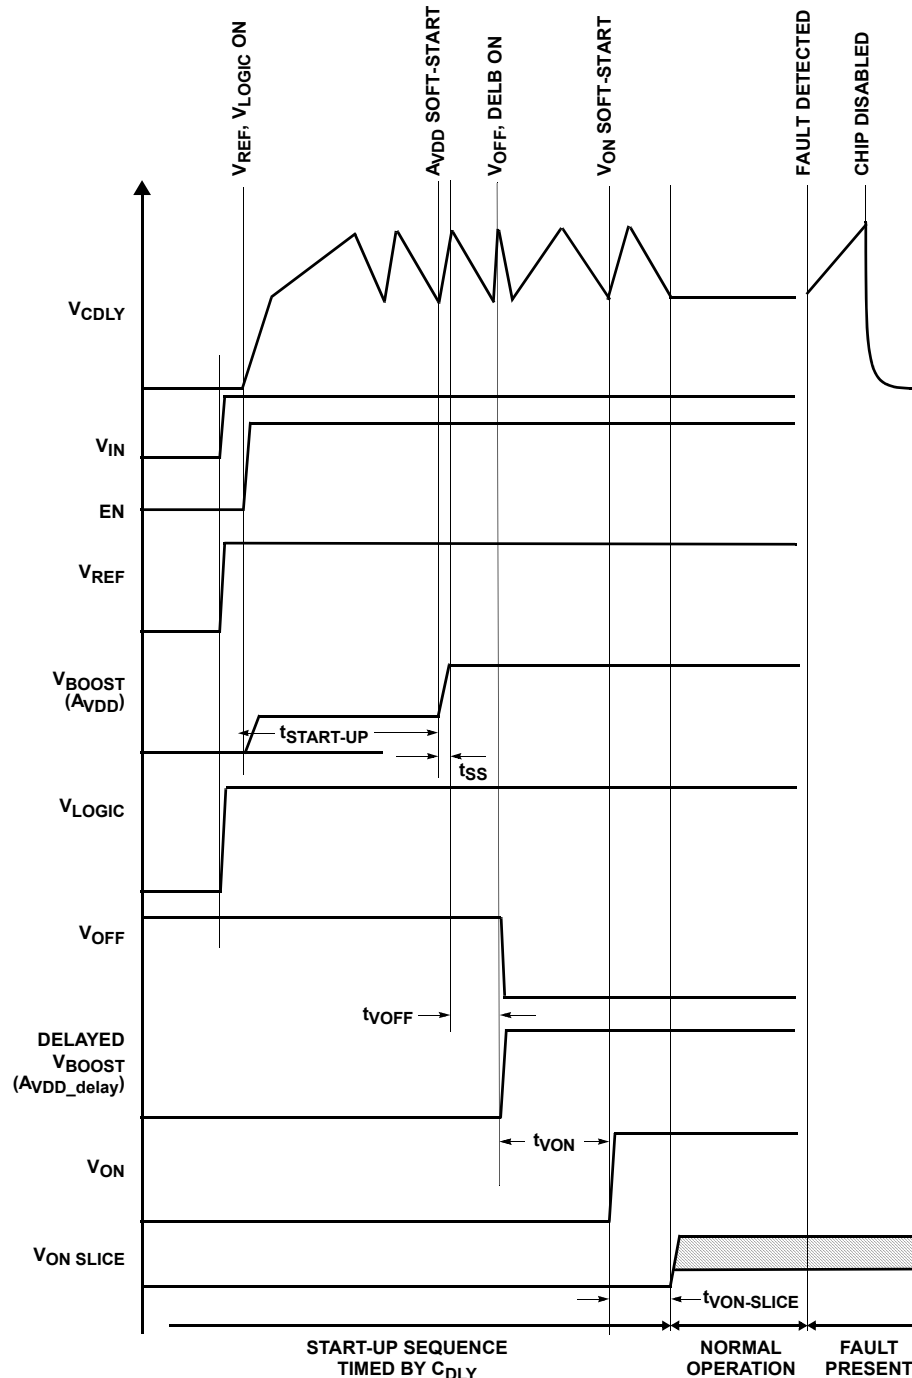 VREF, VLOGIC ON
AVDD SOFT-START
VOFF, DELB ON
VON SOFT-START
FAULT DETECTED
CHIP DISABLED
VCDLY
VIN
EN
VREF
VBOOST
(AVDD)
tSTART-UP
tSS
VLOGIC
VOFF
tVOFF
DELAYED
VBOOST
(AVDD_delay)
tVON
VON
VON SLICE
tVON-SLICE
START-UP SEQUENCE
TIMED BY CDLY
NORMAL
OPERATION
FAULT
PRESENT